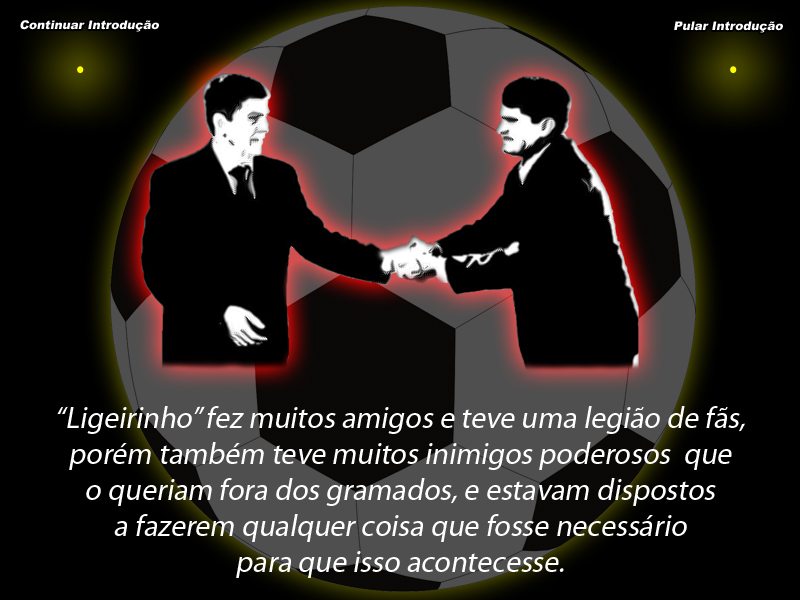 Continuar Introdução
Pular Introdução
“Ligeirinho” fez muitos amigos e teve uma legião de fãs,
porém também teve muitos inimigos poderosos  que
o queriam fora dos gramados, e estavam dispostos
a fazerem qualquer coisa que fosse necessário
para que isso acontecesse.